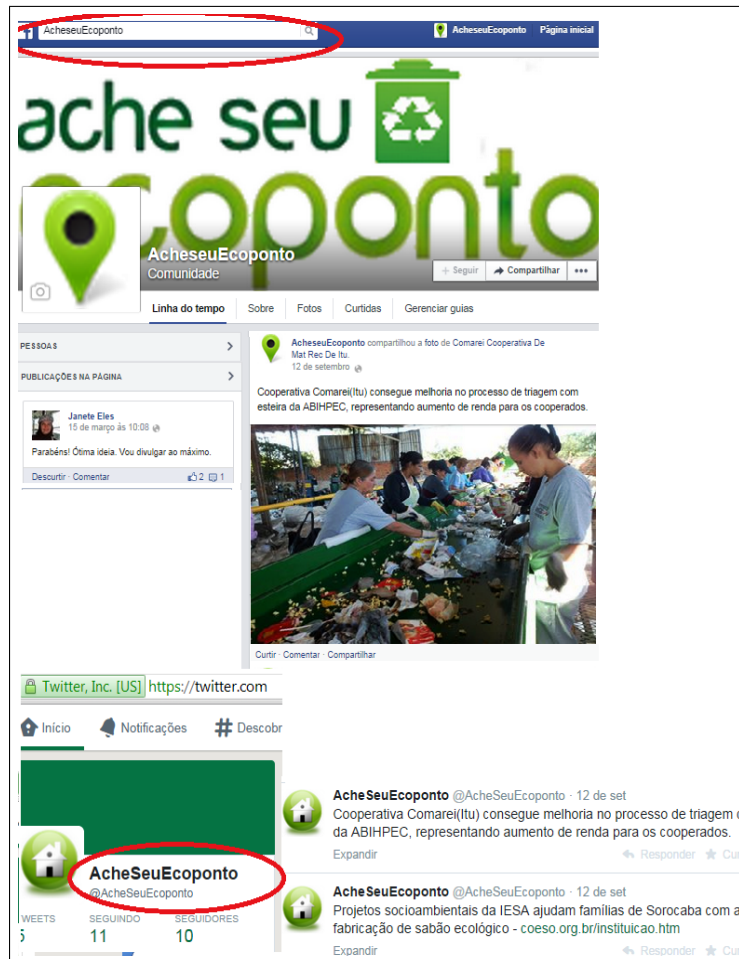 AcheseuEcoponto
AcheseuEcoponto Página inicial
ache seu
ecoponto
AcheseuEcoponto
Comunidade
+ Seguir Compartilhar •••
Linha do tempo Sobre Fotos Curtidas Gerenciar guias
PESSOAS
PUBLICAÇÕES NA PÁGINA
Janete Eles
15 de março às 10:08
Parabéns! Ótima ideia. Vou divulgar ao máximo.
Descurtir · Comentar 2 1
AcheseuEcoponto compartilhou a foto de Comarei Cooperativa De
Mat Rec De Itu.
12 de setembro
Cooperativa Comarei(Itu) consegue melhoria no processo de triagem com
esteira da ABIHPEC, representando aumento de renda para os cooperados.
Curtir · Comentar · Compartilhar
Twitter, Inc. [US] https://twitter.com
Início Notificações # Descobr
AcheSeuEcoponto
@AcheSeuEcoponto
WEETS SEGUINDO SEGUIDORES
11 10
AcheSeuEcoponto @AcheSeuEcoponto · 12 de set
Cooperativa Comarei(Itu) consegue melhoria no processo de triagem
da ABIHPEC, representando aumento de renda para os cooperados.
Expandir Responder Cu
AcheSeuEcoponto @AcheSeuEcoponto · 12 de set
Projetos socioambientais da IESA ajudam famílias de Sorocaba com a
fabricação de sabão ecológico - coeso.org.br/instituicao.htm
Expandir Responder Cu